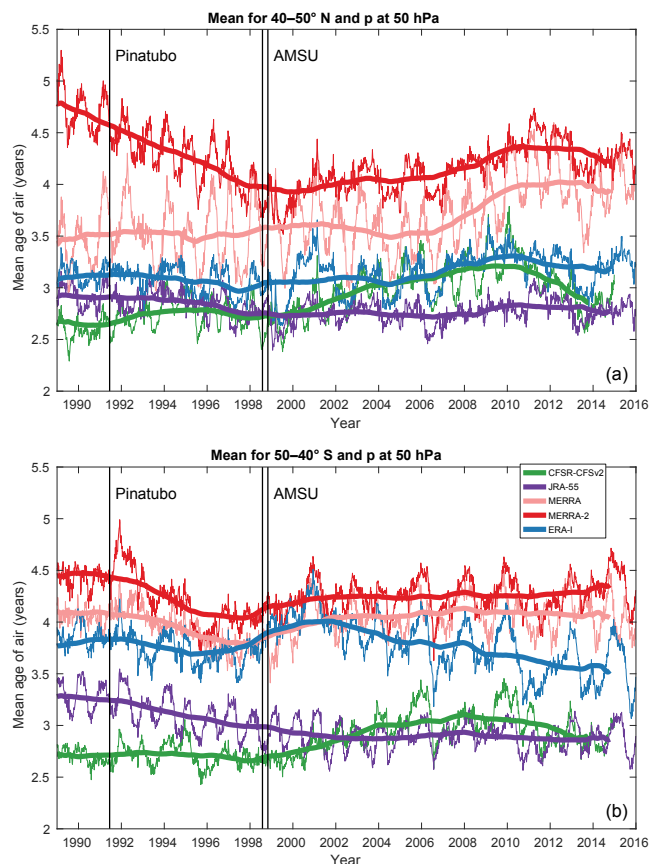 Mean for 40–50° N and p at 50 hPa
5.5
Pinatubo
AMSU
5
4.5
4
3.5
3
2.5
2
Mean age of air (years)
(a)
1990 1992 1994 1996 1998 2000 2002 2004 2006 2008 2010 2012 2014 2016
Year
Mean for 50–40° S and p at 50 hPa
5.5
Pinatubo
AMSU
CFSR-CFSv2
JRA-55
MERRA
MERRA-2
ERA-I
5
4.5
4
3.5
3
2.5
2
Mean age of air (years)
(b)
1990 1992 1994 1996 1998 2000 2002 2004 2006 2008 2010 2012 2014 2016
Year